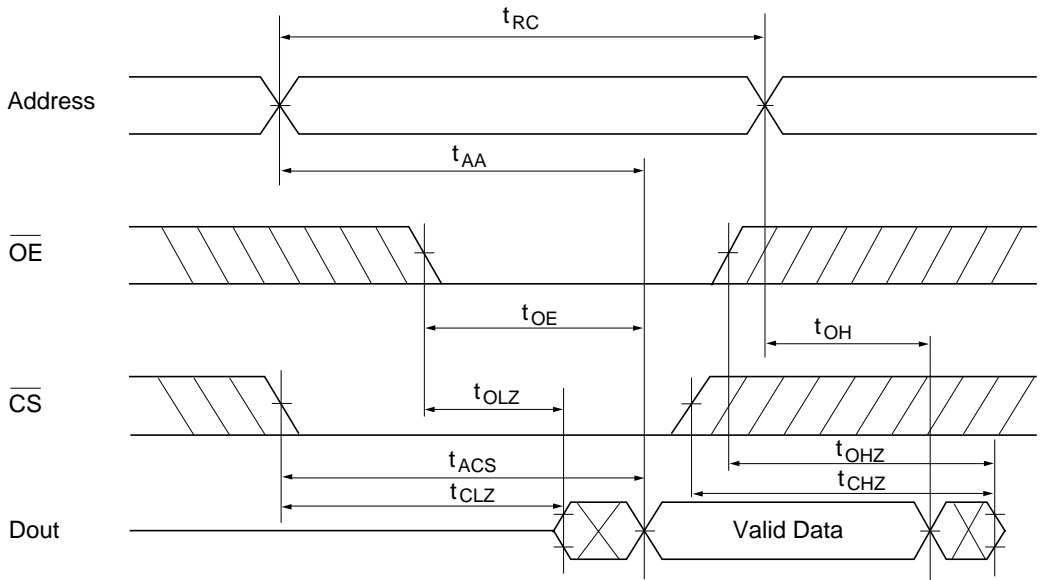 tRC
Address
tAA
OE
tOE
tOH
CS
tOLZ
tOHZ
tACS
tCHZ
tCLZ
Dout
Valid Data